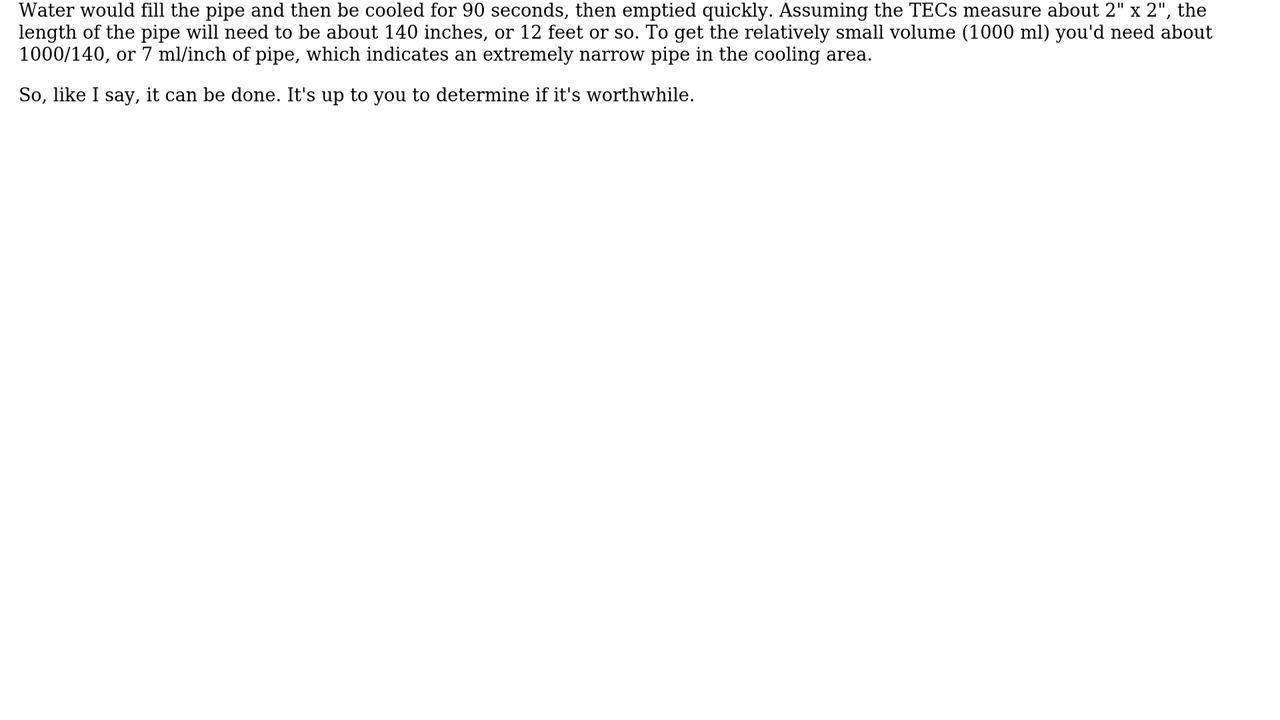 Water would fill the pipe and then be cooled for 90 seconds, then emptied quickly. Assuming the TECs measure about 2" x 2", the
length of the pipe will need to be about 140 inches, or 12 feet or so. To get the relatively small volume (1000 ml) you'd need about
1000/140, or 7 ml/inch of pipe, which indicates an extremely narrow pipe in the cooling area.
So, like I say, it can be done. It's up to you to determine if it's worthwhile.